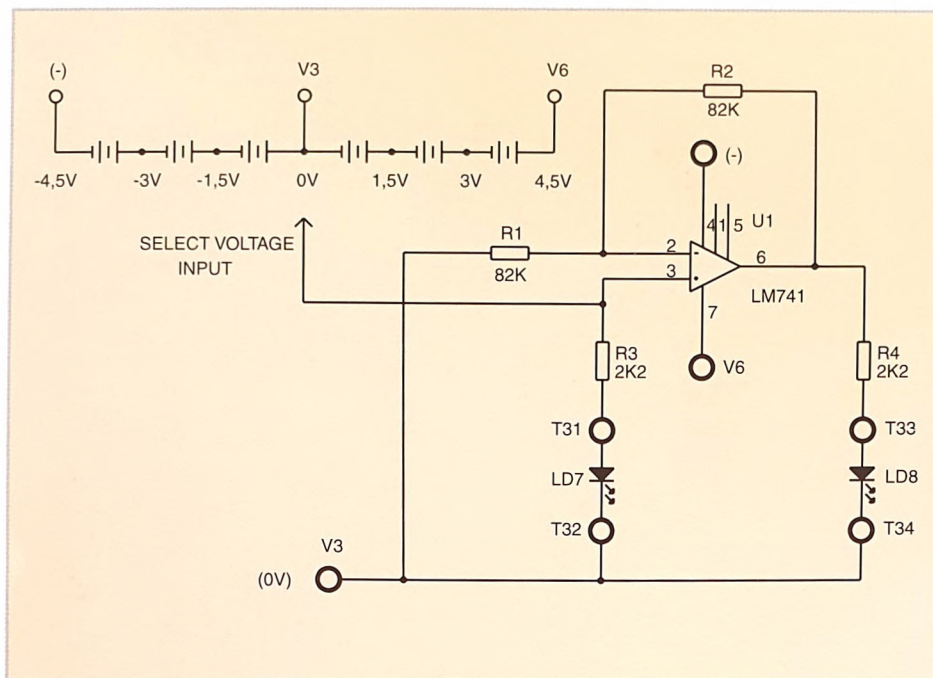 (-) V3 V6
-4,5V -3V -1,5V 0V 1,5V 3V 4,5V
SELECT VOLTAGE
INPUT
R2
82K
(-)
4 1 5 U1
R1
82K
2
3
6
LM741
7
V6
R3
2K2
R4
2K2
T31
T33
LD7
LD8
T32
T34
V3
(0V)